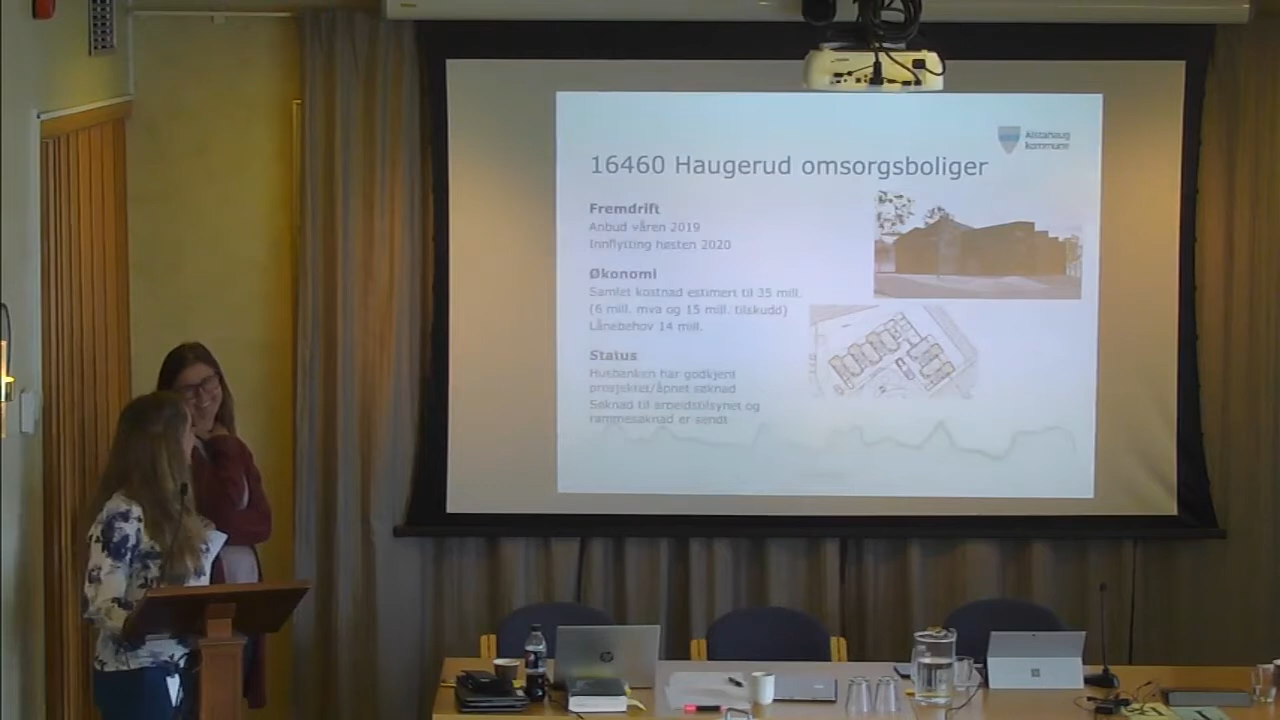 Alstahaug
kommune
16460 Haugerud omsorgsboliger
Fremdrift
Anbud våren 2019
Innflytting høsten 2020
Økonomi
Samlet kostnad estimert til 35 mill.
(6 mill. mva og 15 mill. tilskudd)
Lånebehov 14 mill.
Status
Husbanken har godkjent
prosjektet/åpnet søknad
Søknad til arbeidstilsynet og
rammesøknad er sendt
hp